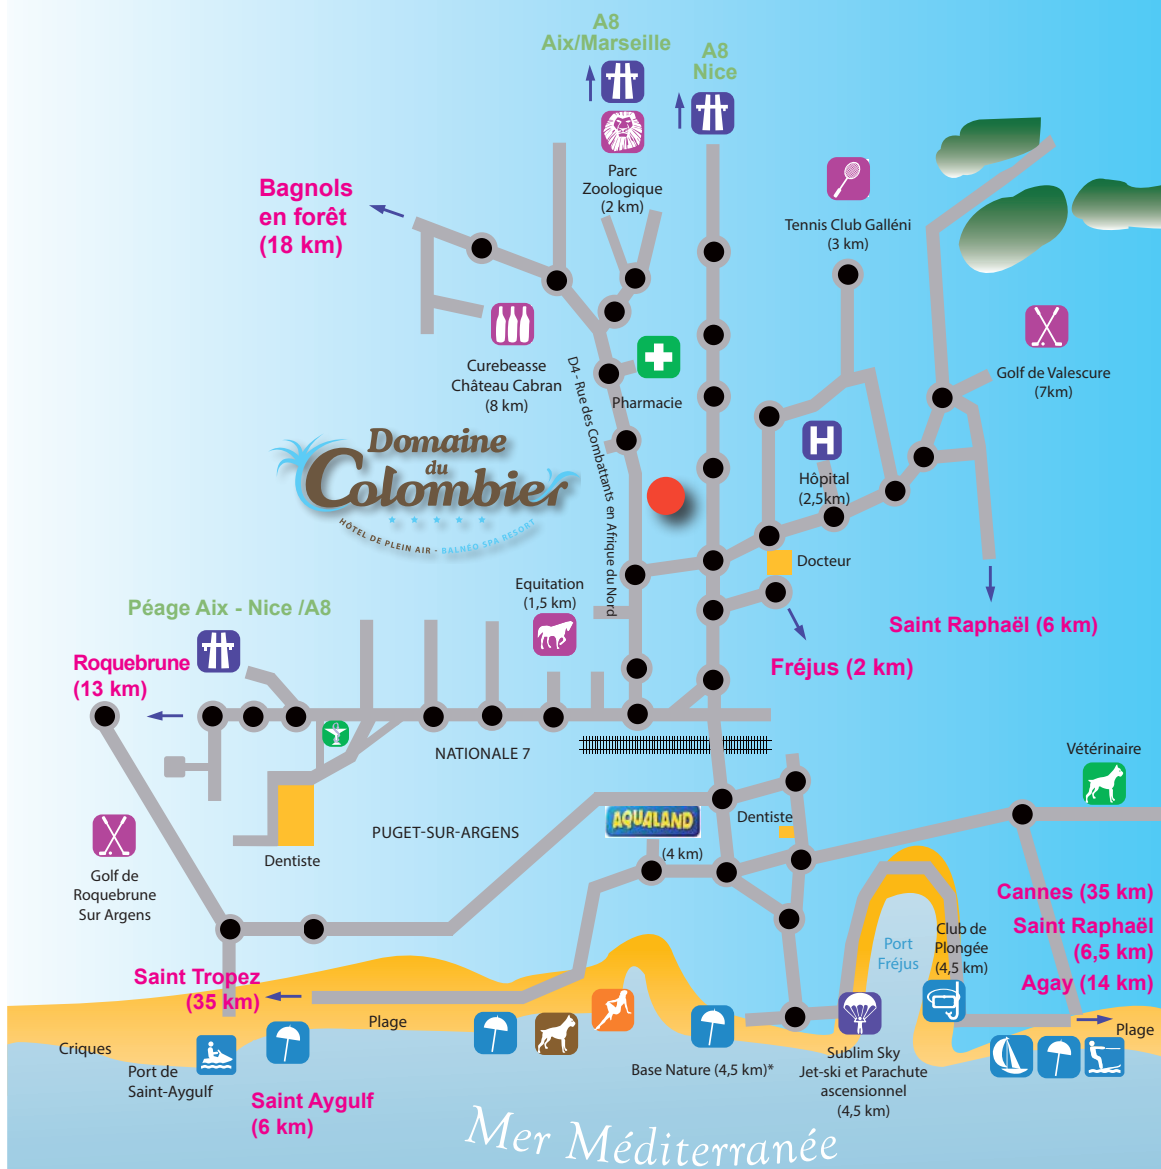 A8
Aix/Marseille
A8
Nice
Parc
Zoologique
(2 km)
Bagnols
en forêt
(18 km)
Tennis Club Galléni
(3 km)
Curebeasse
Château Cabran
(8 km)
Pharmacie
Golf de Valescure
(7km)
D4 - Rue des Combattants en Afrique du Nord
Domaine
du
Colombier
HÔTEL DE PLEIN AIR - BALNÉO SPA RESORT
H
Hôpital
(2,5km)
Docteur
Equitation
(1,5 km)
Péage Aix - Nice /A8
Saint Raphaël (6 km)
Roquebrune
(13 km)
Fréjus (2 km)
NATIONALE 7
Vétérinaire
AQUALAND
(4 km)
Dentiste
PUGET-SUR-ARGENS
Dentiste
Golf de
Roquebrune
Sur Argens
Cannes (35 km)
Saint Raphaël
(6,5 km)
Agay (14 km)
Club de
Plongée
(4,5 km)
Port
Fréjus
Saint Tropez
(35 km)
Plage
Plage
Criques
Port de
Saint-Aygulf
Base Nature (4,5 km)*
Sublim Sky
Jet-ski et Parachute
ascensionnel
(4,5 km)
Saint Aygulf
(6 km)
Mer Méditerranée